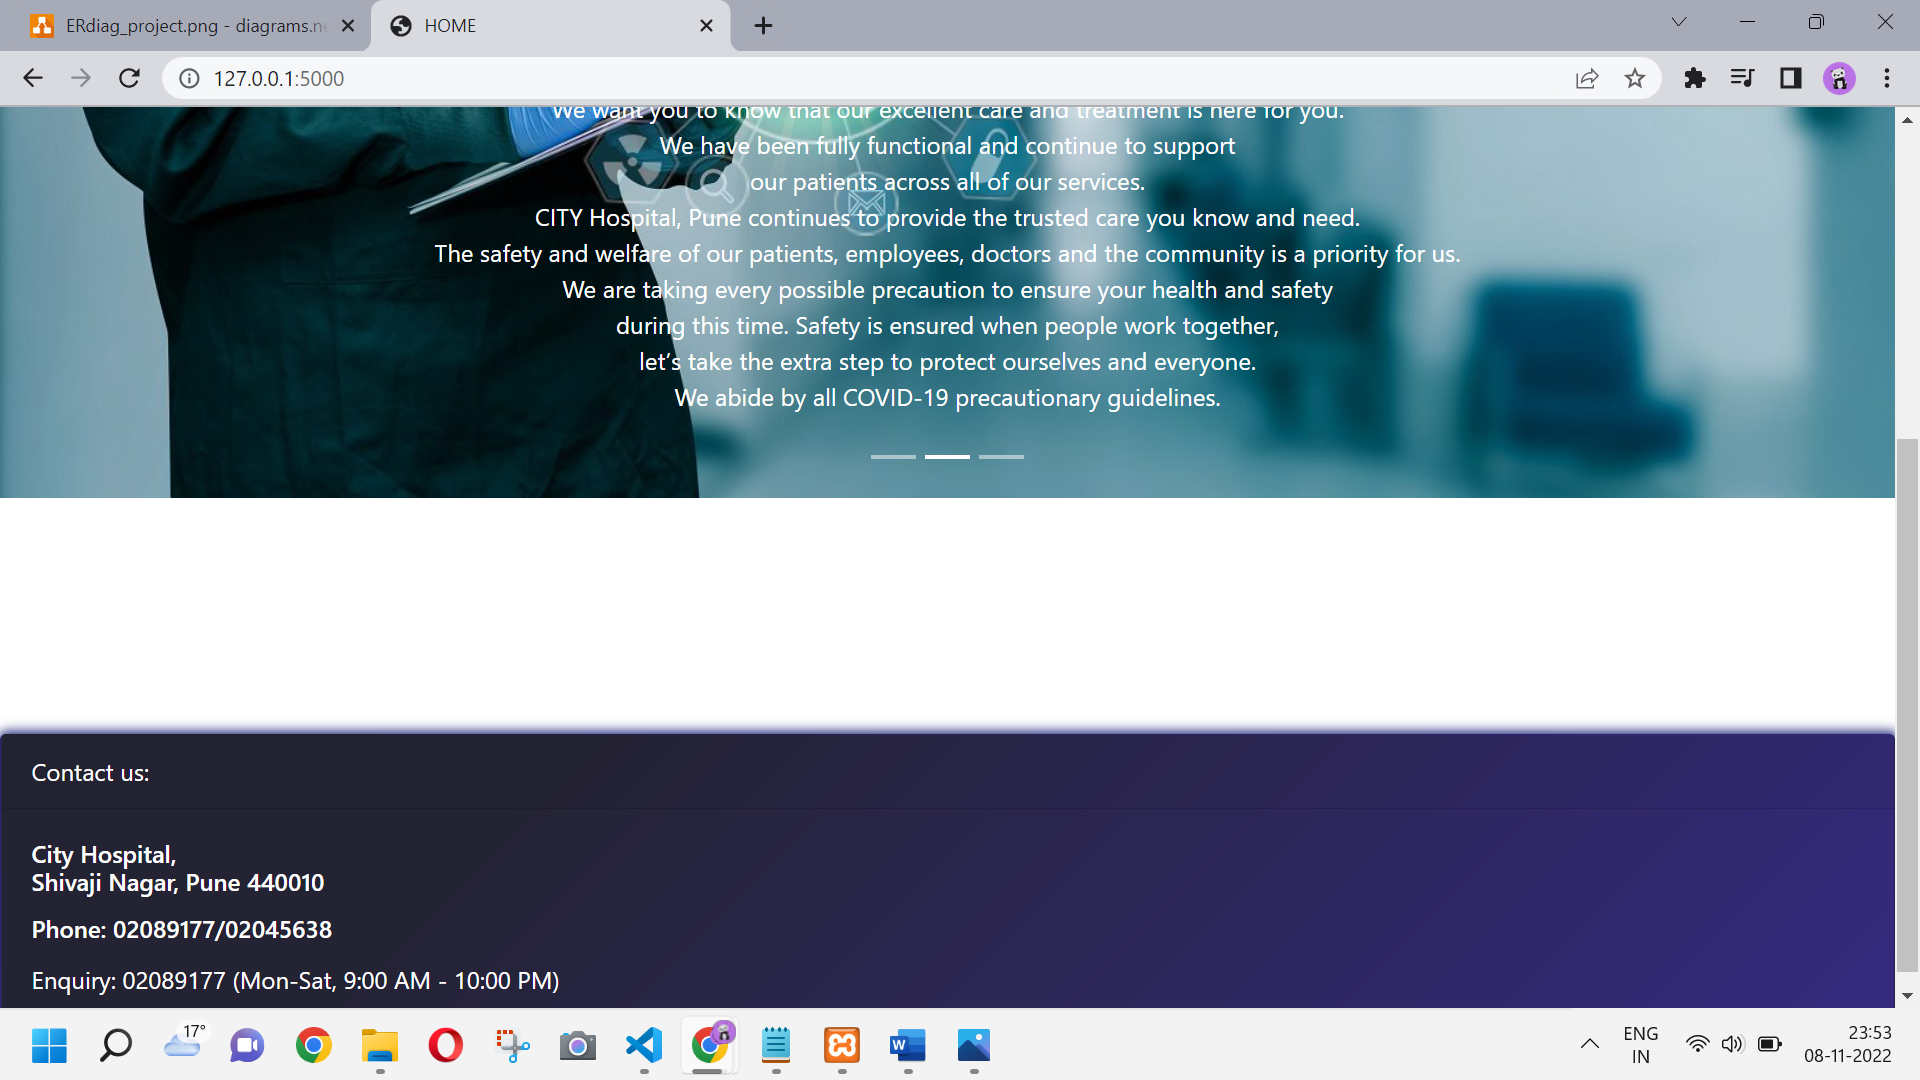 ERdiag_project.png - diagrams.ne
HOME
127.0.0.1:5000
We want you to know that our excellent care and treatment is here for you.
We have been fully functional and continue to support
our patients across all of our services.
CITY Hospital, Pune continues to provide the trusted care you know and need.
The safety and welfare of our patients, employees, doctors and the community is a priority for us.
We are taking every possible precaution to ensure your health and safety
during this time. Safety is ensured when people work together,
let’s take the extra step to protect ourselves and everyone.
We abide by all COVID-19 precautionary guidelines.
Contact us:
City Hospital,
Shivaji Nagar, Pune 440010
Phone: 02089177/02045638
Enquiry: 02089177 (Mon-Sat, 9:00 AM - 10:00 PM)
17°
W
ENG
IN
23:53
08-11-2022